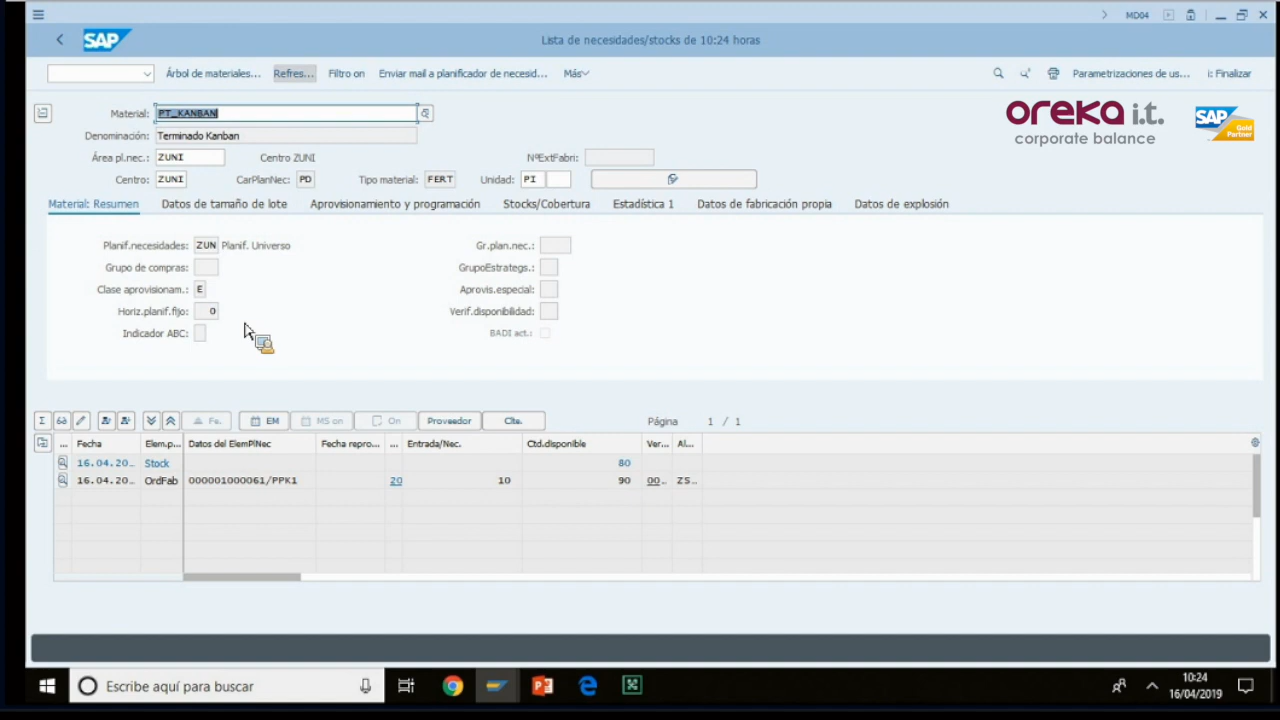 MD04
SAP
Lista de necesidades/stocks de 10:24 horas
Árbol de materiales... Refres... Filtro on Enviar mail a planificador de necesid... Más Parametrizaciones de us... i: Finalizar
Material: PT_KANBAN
oreka i.t.
corporate balance
SAP Gold Partner
Denominación: Terminado Kanban
Área pl.nec.: ZUNI Centro ZUNI NºExtFabri:
Centro: ZUNI CarPlanNec: PD Tipo material: FERT Unidad: PI
Material: Resumen Datos de tamaño de lote Aprovisionamiento y programación Stocks/Cobertura Estadística 1 Datos de fabricación propia Datos de explosión
Planif.necesidades: ZUN Planif. Universo Gr.plan.nec.:
Grupo de compras: GrupoEstrategs.:
Clase aprovisionam.: E Aprovis.especial:
Horiz.planif.fijo: 0 Verif.disponibilidad:
Indicador ABC: BADI act.:
Fe. EM MS on On Proveedor Clte. Página 1 / 1
... Fecha Elem.p... Datos del ElemPlNec Fecha repro... ... Entrada/Nec. Ctd.disponible Ver... Al...
16.04.20… Stock 80
16.04.20… OrdFab 000001000061/PPK1 20 10 90 00… ZS…
Escribe aquí para buscar
10:24
16/04/2019